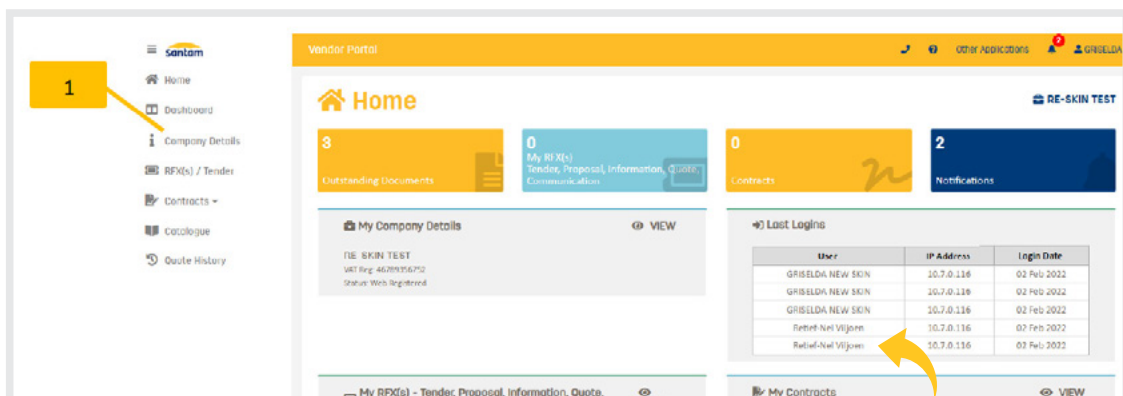 1
santam
Home
Dashboard
Company Details
RFX(s) / Tender
Contracts
Catalogue
Quote History
Vendor Portal
Other Applications
2
GRISELDA
Home
RE-SKIN TEST
3
Outstanding Documents
0
My RFX(s)
Tender, Proposal, Information, Quote,
Communication
0
Contracts
2
Notifications
My Company Details
VIEW
RE-SKIN TEST
VAT Reg: 46789356752
Status: Web Registered
Last Logins
User IP Address Login Date
GRISELDA NEW SKIN 10.7.0.116 02 Feb 2022
GRISELDA NEW SKIN 10.7.0.116 02 Feb 2022
GRISELDA NEW SKIN 10.7.0.116 02 Feb 2022
Retief-Nel Viljoen 10.7.0.116 02 Feb 2022
Retief-Nel Viljoen 10.7.0.116 02 Feb 2022
My RFX(s) - Tender, Proposal, Information, Quote,
My Contracts
VIEW